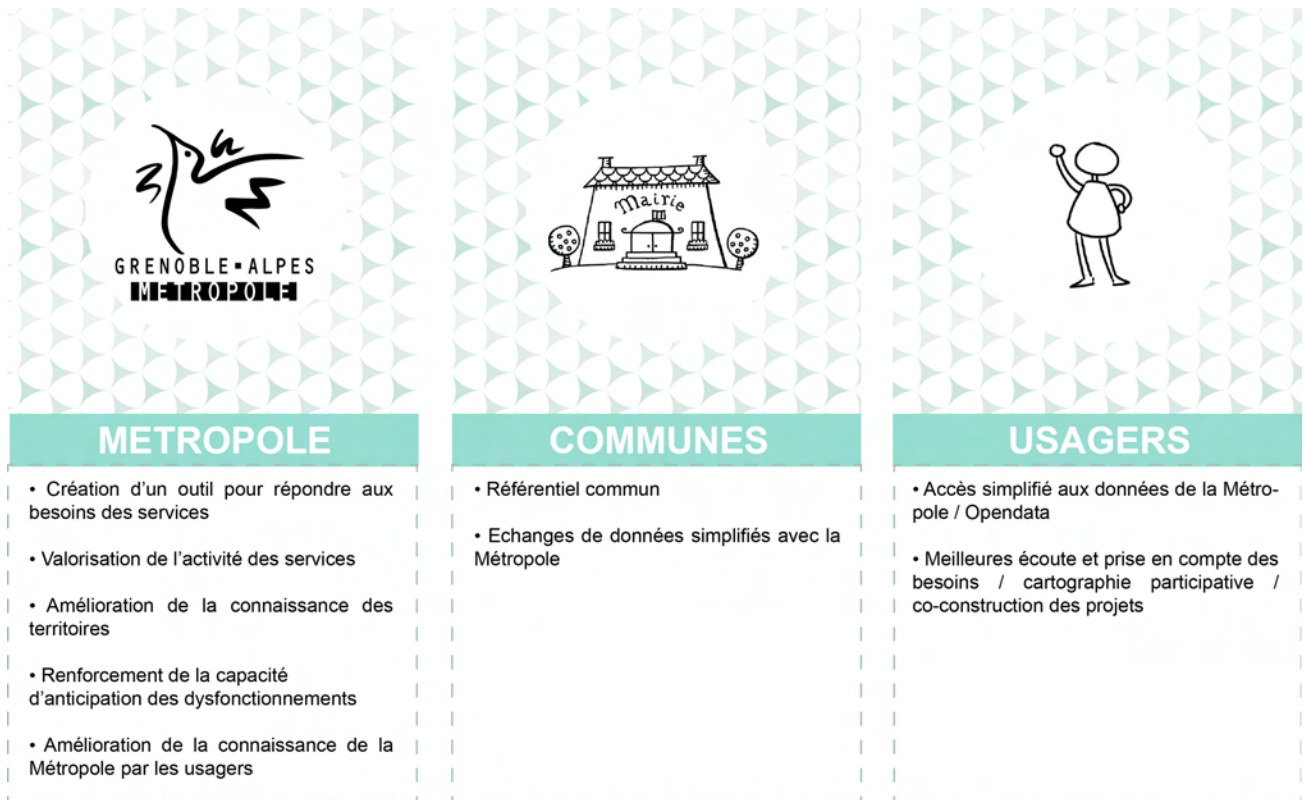 GRENOBLE ▪ ALPES
METROPOLE
Mairie
METROPOLE
• Création d’un outil pour répondre aux
besoins des services
• Valorisation de l’activité des services
• Amélioration de la connaissance des
territoires
• Renforcement de la capacité
d’anticipation des dysfonctionnements
• Amélioration de la connaissance de la
Métropole par les usagers
COMMUNES
• Référentiel commun
• Echanges de données simplifiés avec la
Métropole
USAGERS
• Accès simplifié aux données de la Métro-
pole / Opendata
• Meilleures écoute et prise en compte des
besoins / cartographie participative /
co-construction des projets